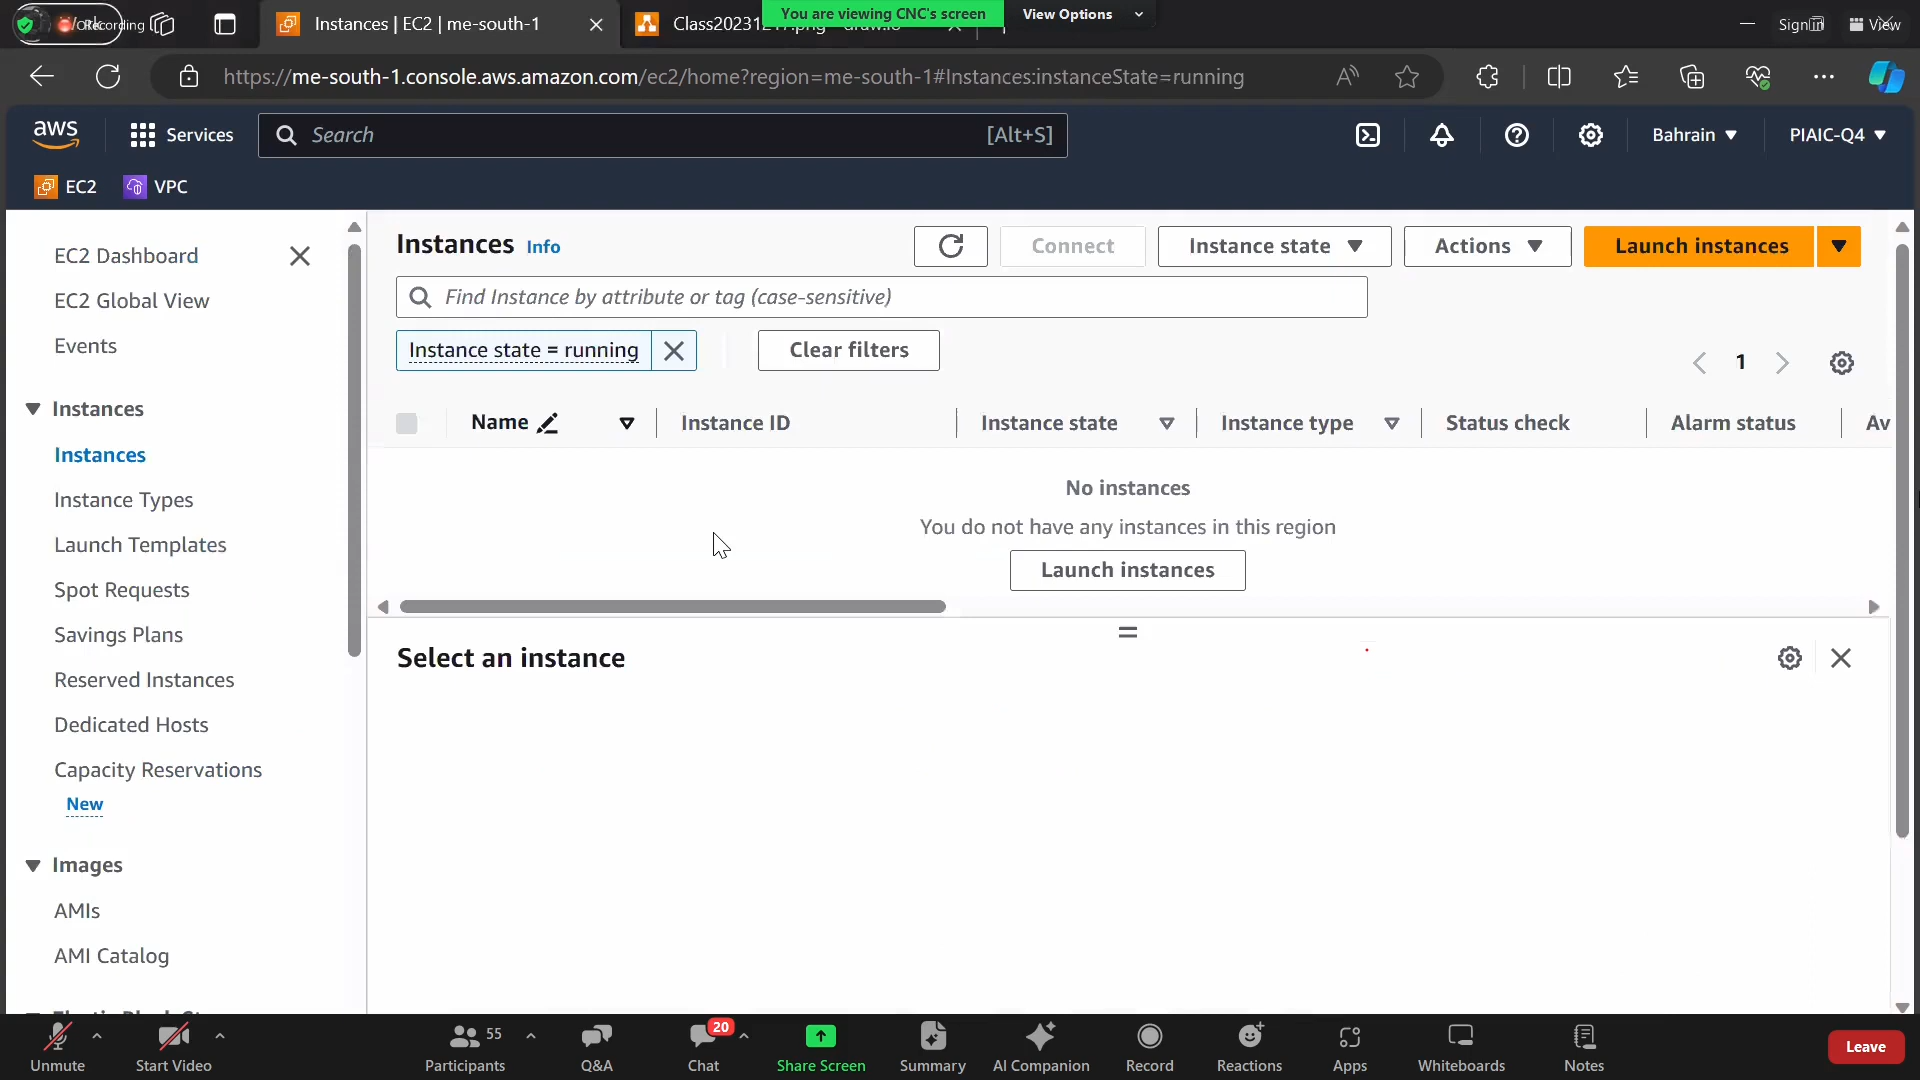 Recording
Instances | EC2 | me-south-1
You are viewing CNC's screen
View Options
Sign in
View
https://me-south-1.console.aws.amazon.com/ec2/home?region=me-south-1#Instances:instanceState=running
aws
Services
Search
[Alt+S]
Bahrain
PIAIC-Q4
EC2
VPC
EC2 Dashboard
EC2 Global View
Events
Instances
Instances
Instance Types
Launch Templates
Spot Requests
Savings Plans
Reserved Instances
Dedicated Hosts
Capacity Reservations
New
Images
AMIs
AMI Catalog
Instances Info
Connect
Instance state
Actions
Launch instances
Find Instance by attribute or tag (case-sensitive)
Instance state = running
Clear filters
1
Name
Instance ID
Instance state
Instance type
Status check
Alarm status
Av
No instances
You do not have any instances in this region
Launch instances
Select an instance
Unmute
Start Video
55
Participants
Q&A
20
Chat
Share Screen
Summary
AI Companion
Record
Reactions
Apps
Whiteboards
Notes
Leave